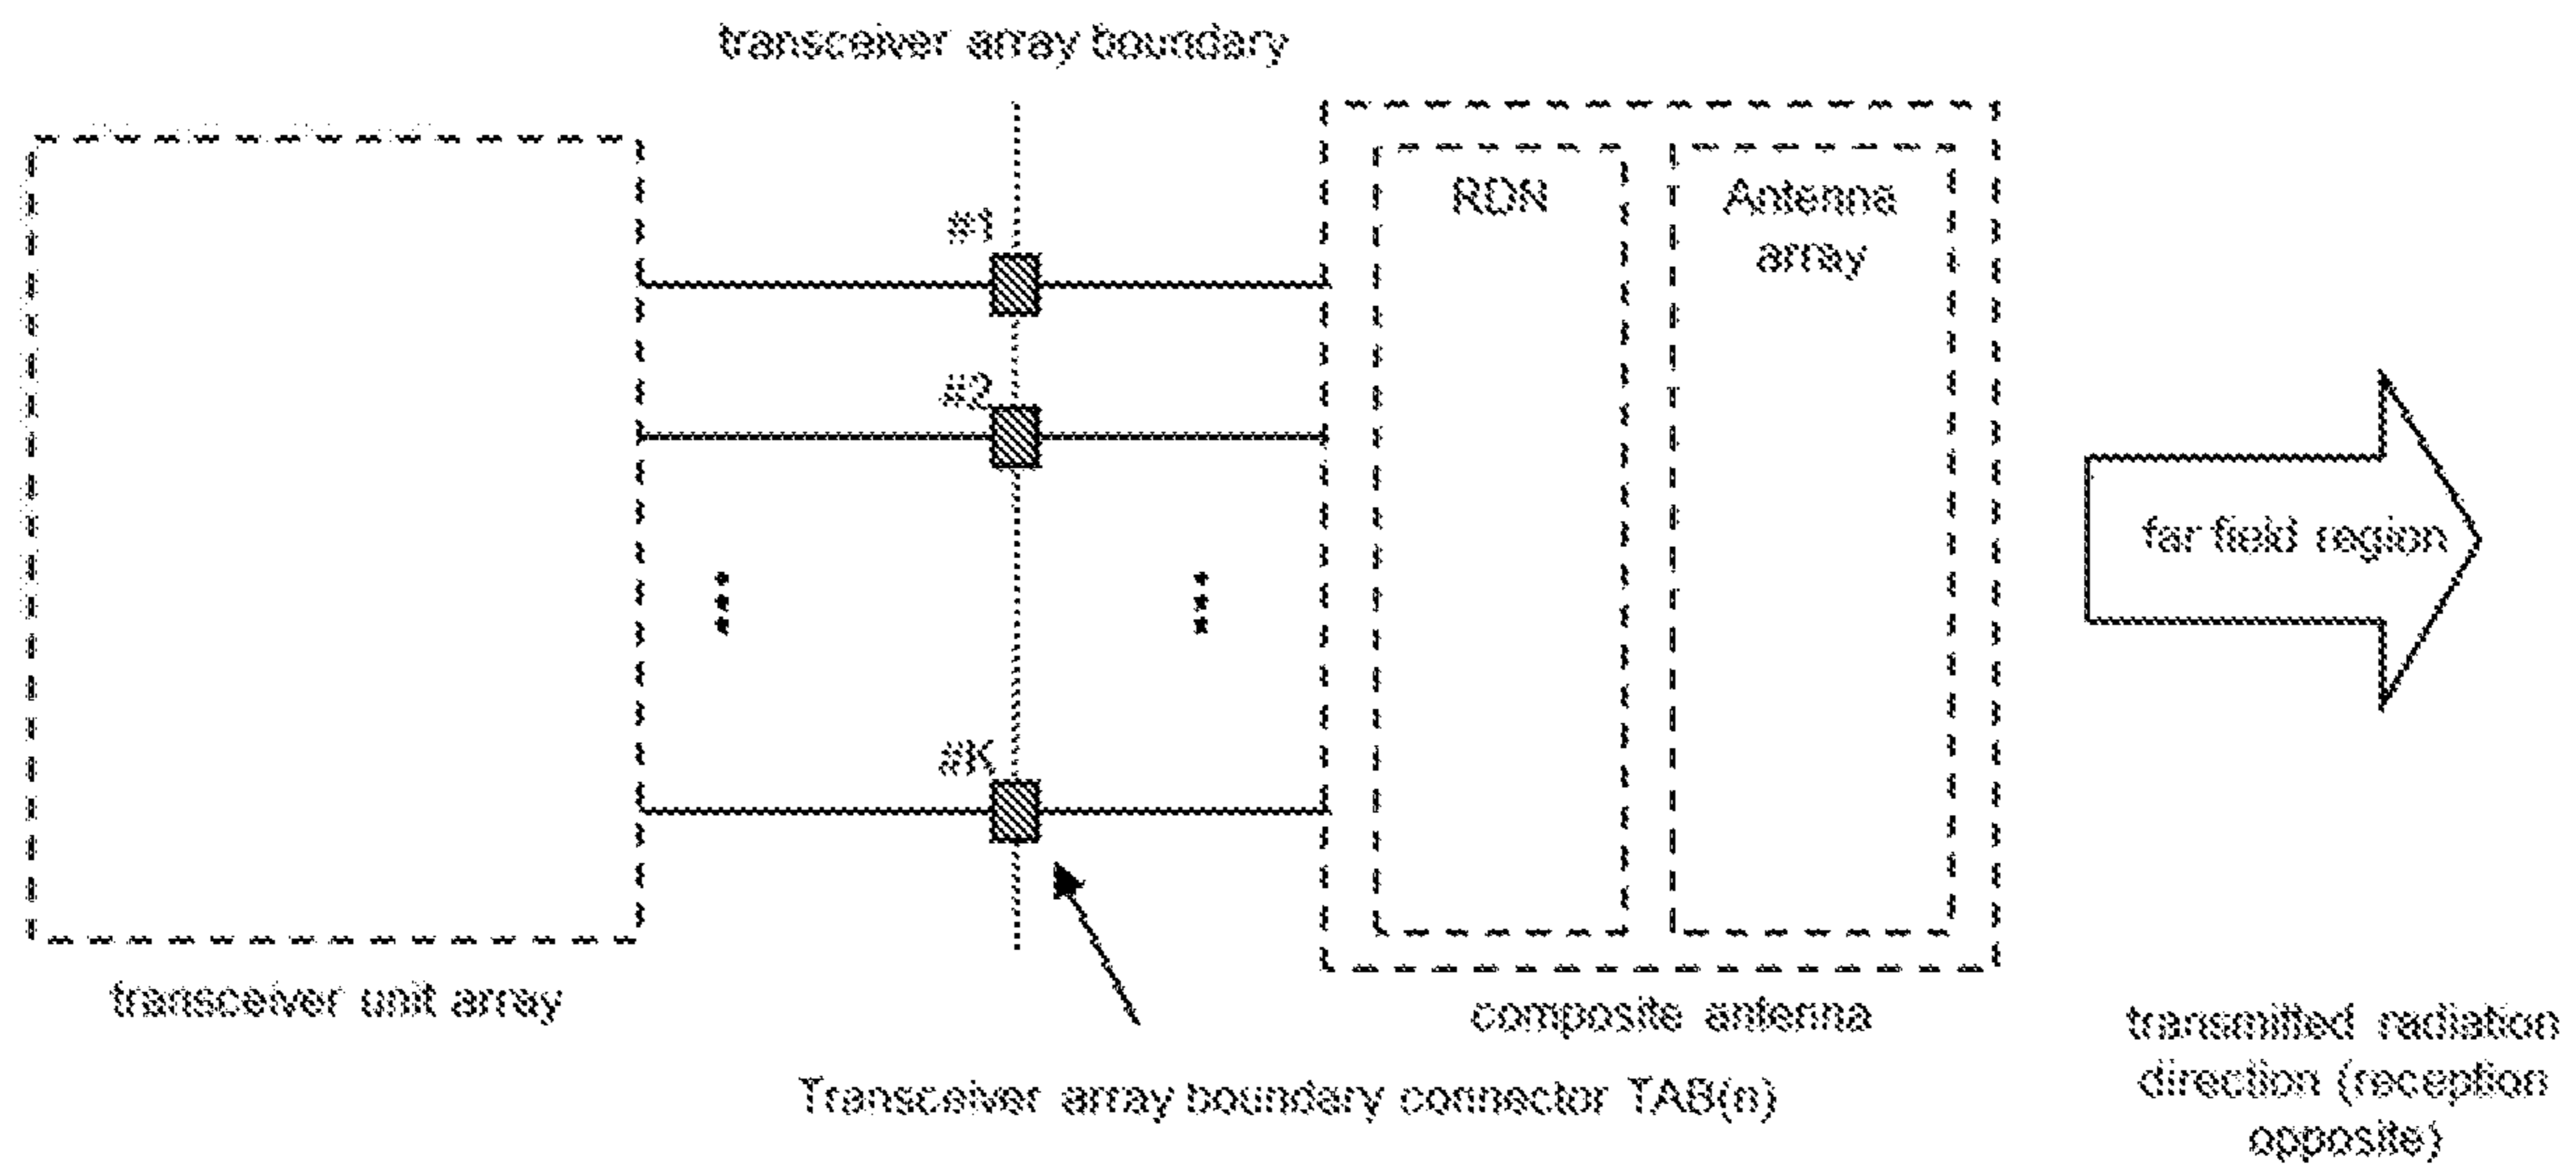 transceiver array boundary
#1
#2
#K
RDN
Antenna
array
far field region
transceiver unit array
composite antenna
Transceiver array boundary connector TAB(n)
transmitted radiation
direction (reception
opposite)